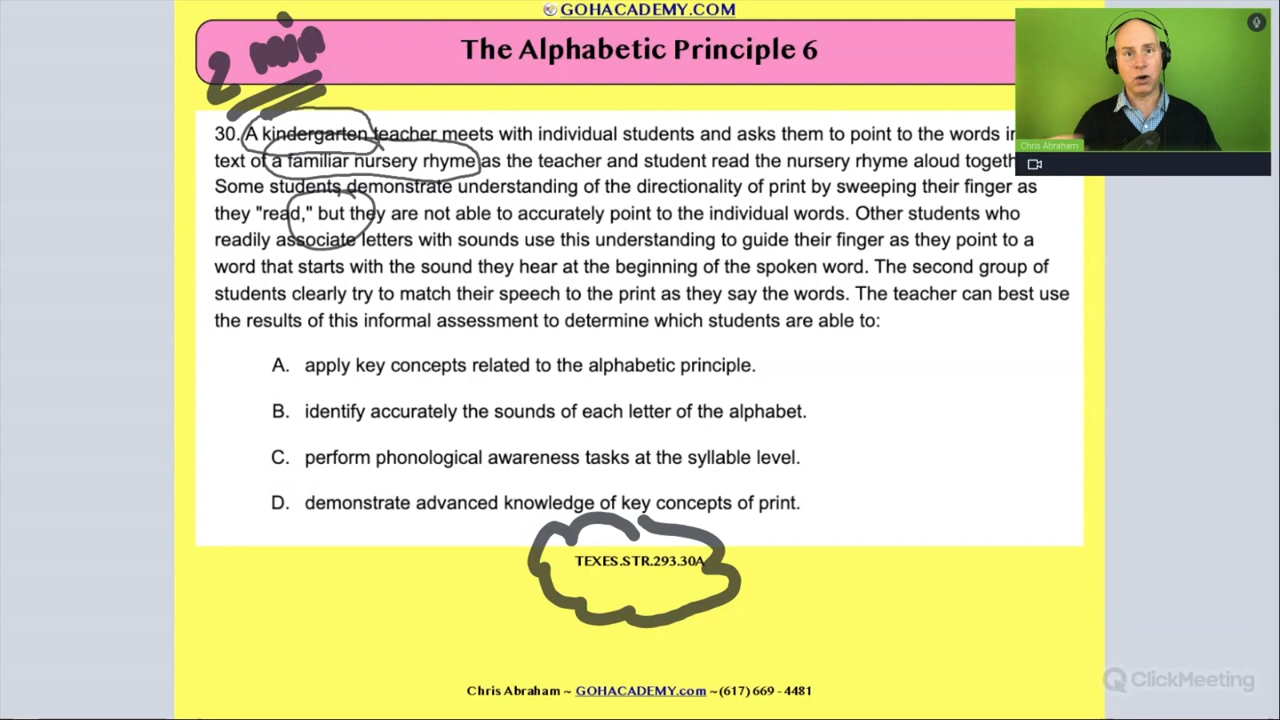 GOHACADEMY.COM
2 min
The Alphabetic Principle 6
Chris Abraham
30. A kindergarten teacher meets with individual students and asks them to point to the words
text of a familiar nursery rhyme as the teacher and student read the nursery rhyme aloud
Some students demonstrate understanding of the directionality of print by sweeping their finger as
they "read," but they are not able to accurately point to the individual words. Other students who
readily associate letters with sounds use this understanding to guide their finger as they point to a
word that starts with the sound they hear at the beginning of the spoken word. The second group of
students clearly try to match their speech to the print as they say the words. The teacher can best use
the results of this informal assessment to determine which students are able to:
A. apply key concepts related to the alphabetic principle.
B. identify accurately the sounds of each letter of the alphabet.
C. perform phonological awareness tasks at the syllable level.
D. demonstrate advanced knowledge of key concepts of print.
TEXES.STR.293.30A
Chris Abraham ~ GOHACADEMY.com ~(617) 669 - 4481
ClickMeeting